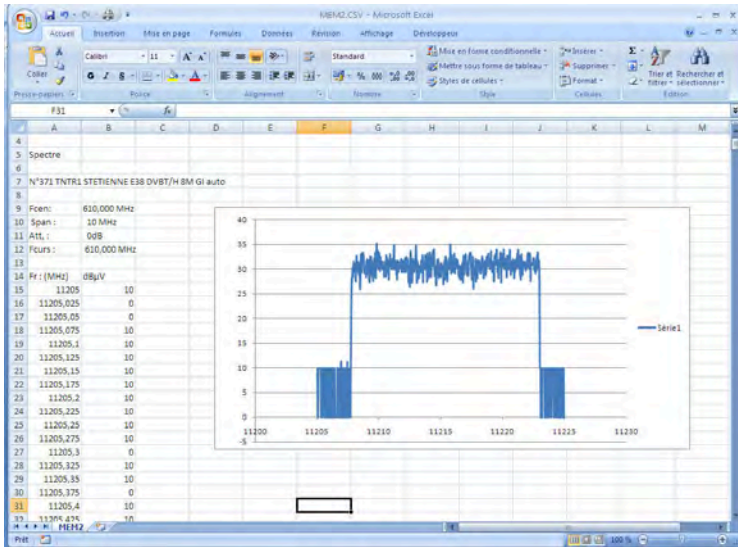 MEM2.CSV - Microsoft Excel
Accueil Insertion Mise en page Formules Données Révision Affichage Développeur
Coller
Calibri 11 A A
G I S
Standard
% 000
Mise en forme conditionnelle
Mettre sous forme de tableau
Styles de cellules
Insérer
Supprimer
Format
Σ
Trier et filtrer
Rechercher et sélectionner
Presse-papiers Police Alignement Nombre Style Cellules Édition
F31 fx
A B C D E F G H I J K L M
4
5 Spectre
6
7 N°371 TNTR1 STETIENNE E38 DVBT/H 8M GI auto
8
9 Fcen: 610,000 MHz
10 Span : 10 MHz
11 Att, : 0dB
12 Fcurs : 610,000 MHz
13
14 Fr : (MHz) dBµV
15 11205 10
16 11205,025 0
17 11205,05 0
18 11205,075 10
19 11205,1 10
20 11205,125 10
21 11205,15 10
22 11205,175 10
23 11205,2 10
24 11205,225 10
25 11205,25 10
26 11205,275 10
27 11205,3 0
28 11205,325 10
29 11205,35 10
30 11205,375 0
31 11205,4 10
32 11205,425 10
40
35
30
25
20
15
10
5
0
-5
11200 11205 11210 11215 11220 11225 11230
Série1
MEM2
Prêt 100 %